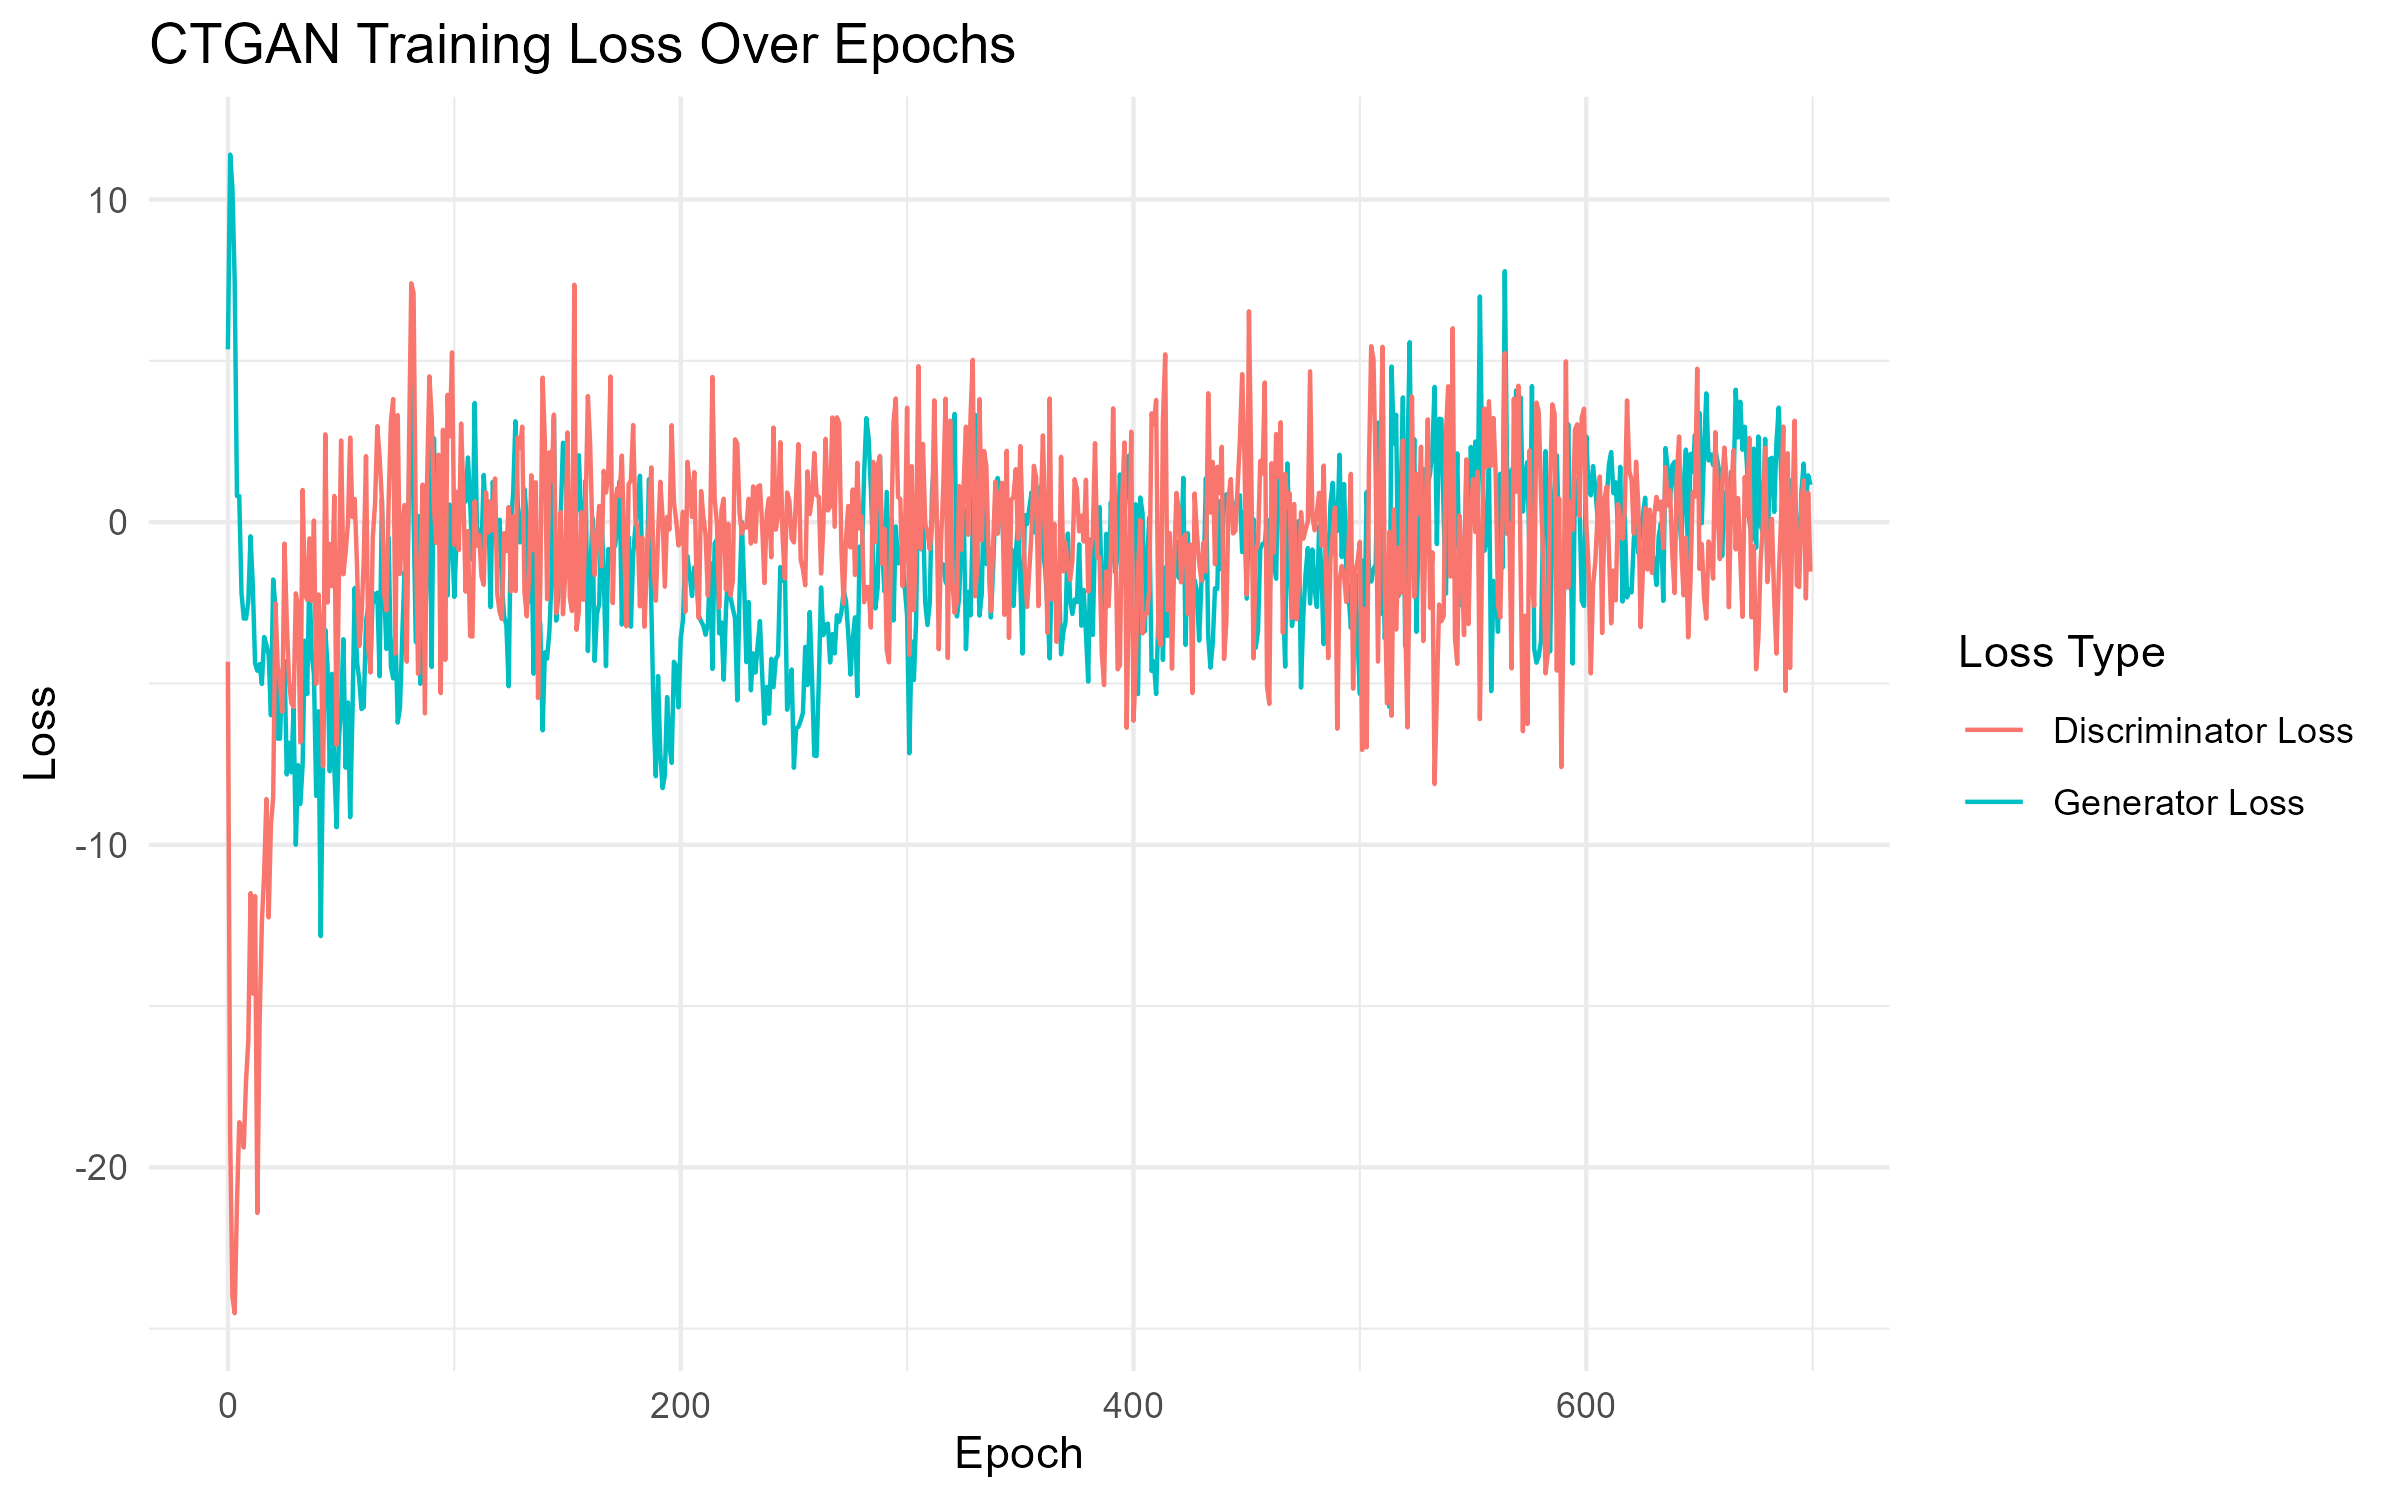 CTGAN Training Loss Over Epochs
10
0
-10
-20
Loss
0
200
400
600
Epoch
Loss Type
Discriminator Loss
Generator Loss